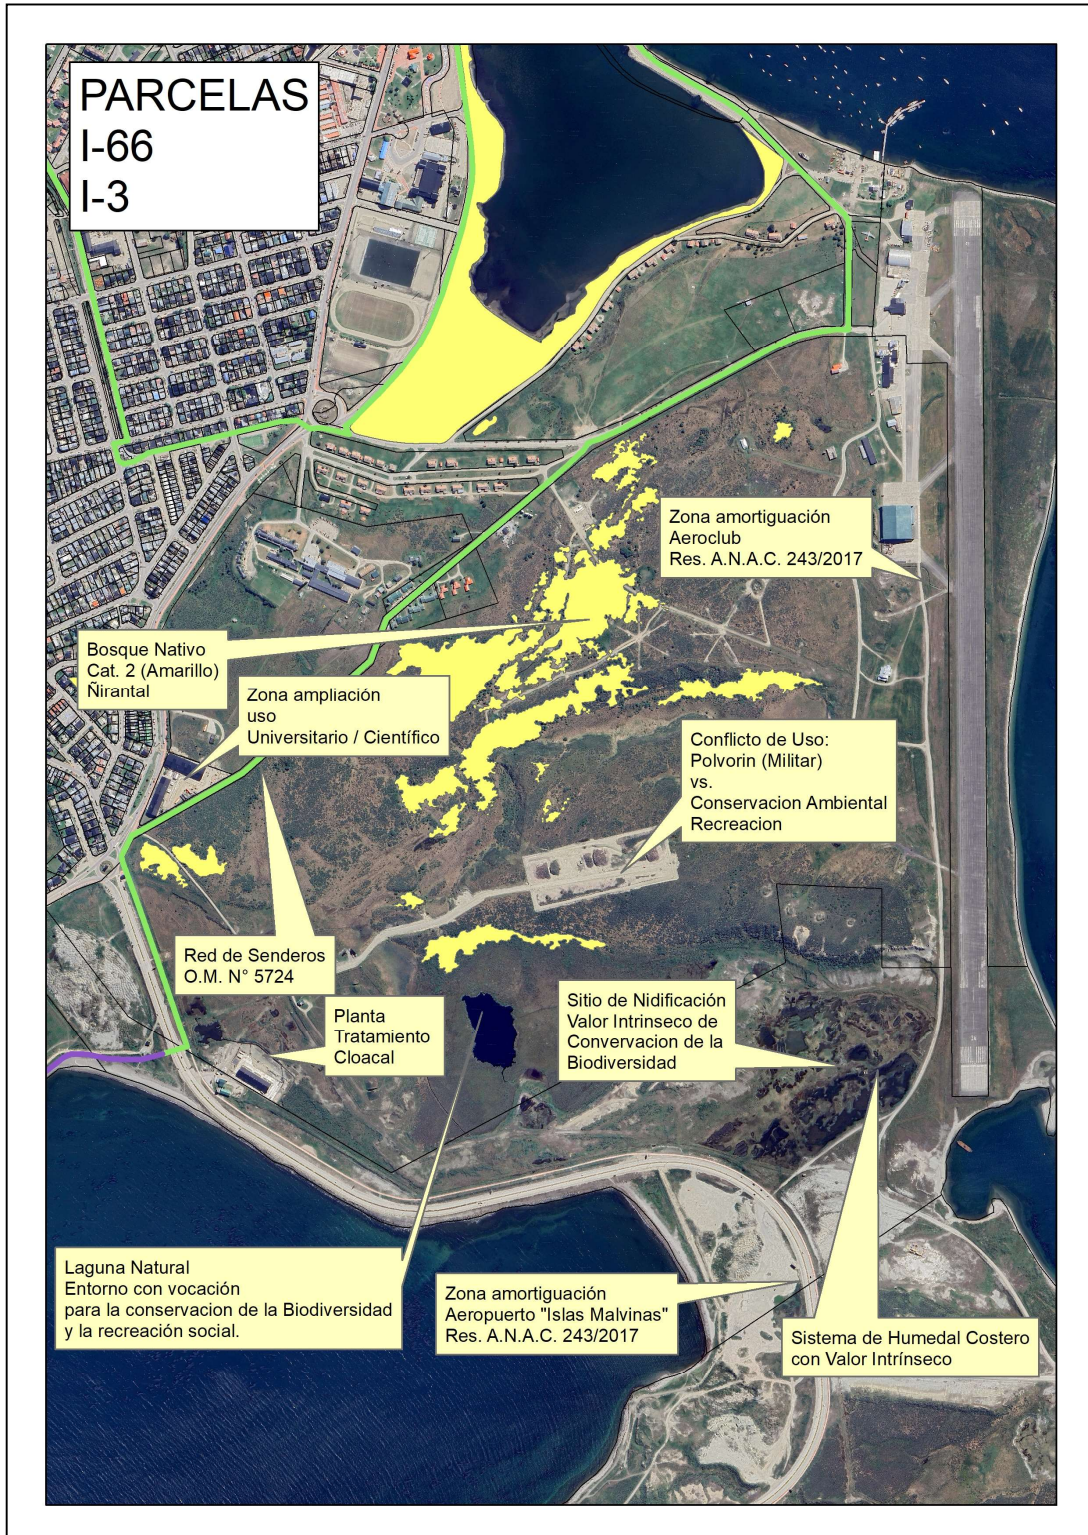 PARCELAS
I-66
I-3
Zona amortiguación
Aeroclub
Res. A.N.A.C. 243/2017
Bosque Nativo
Cat. 2 (Amarillo)
Ñirantal
Zona ampliación
uso
Universitario / Científico
Conflicto de Uso:
Polvorin (Militar)
vs.
Conservacion Ambiental
Recreacion
Red de Senderos
O.M. N° 5724
Planta
Tratamiento
Cloacal
Sitio de Nidificación
Valor Intrinseco de
Convervacion de la
Biodiversidad
Laguna Natural
Entorno con vocación
para la conservacion de la Biodiversidad
y la recreación social.
Zona amortiguación
Aeropuerto "Islas Malvinas"
Res. A.N.A.C. 243/2017
Sistema de Humedal Costero
con Valor Intrínseco